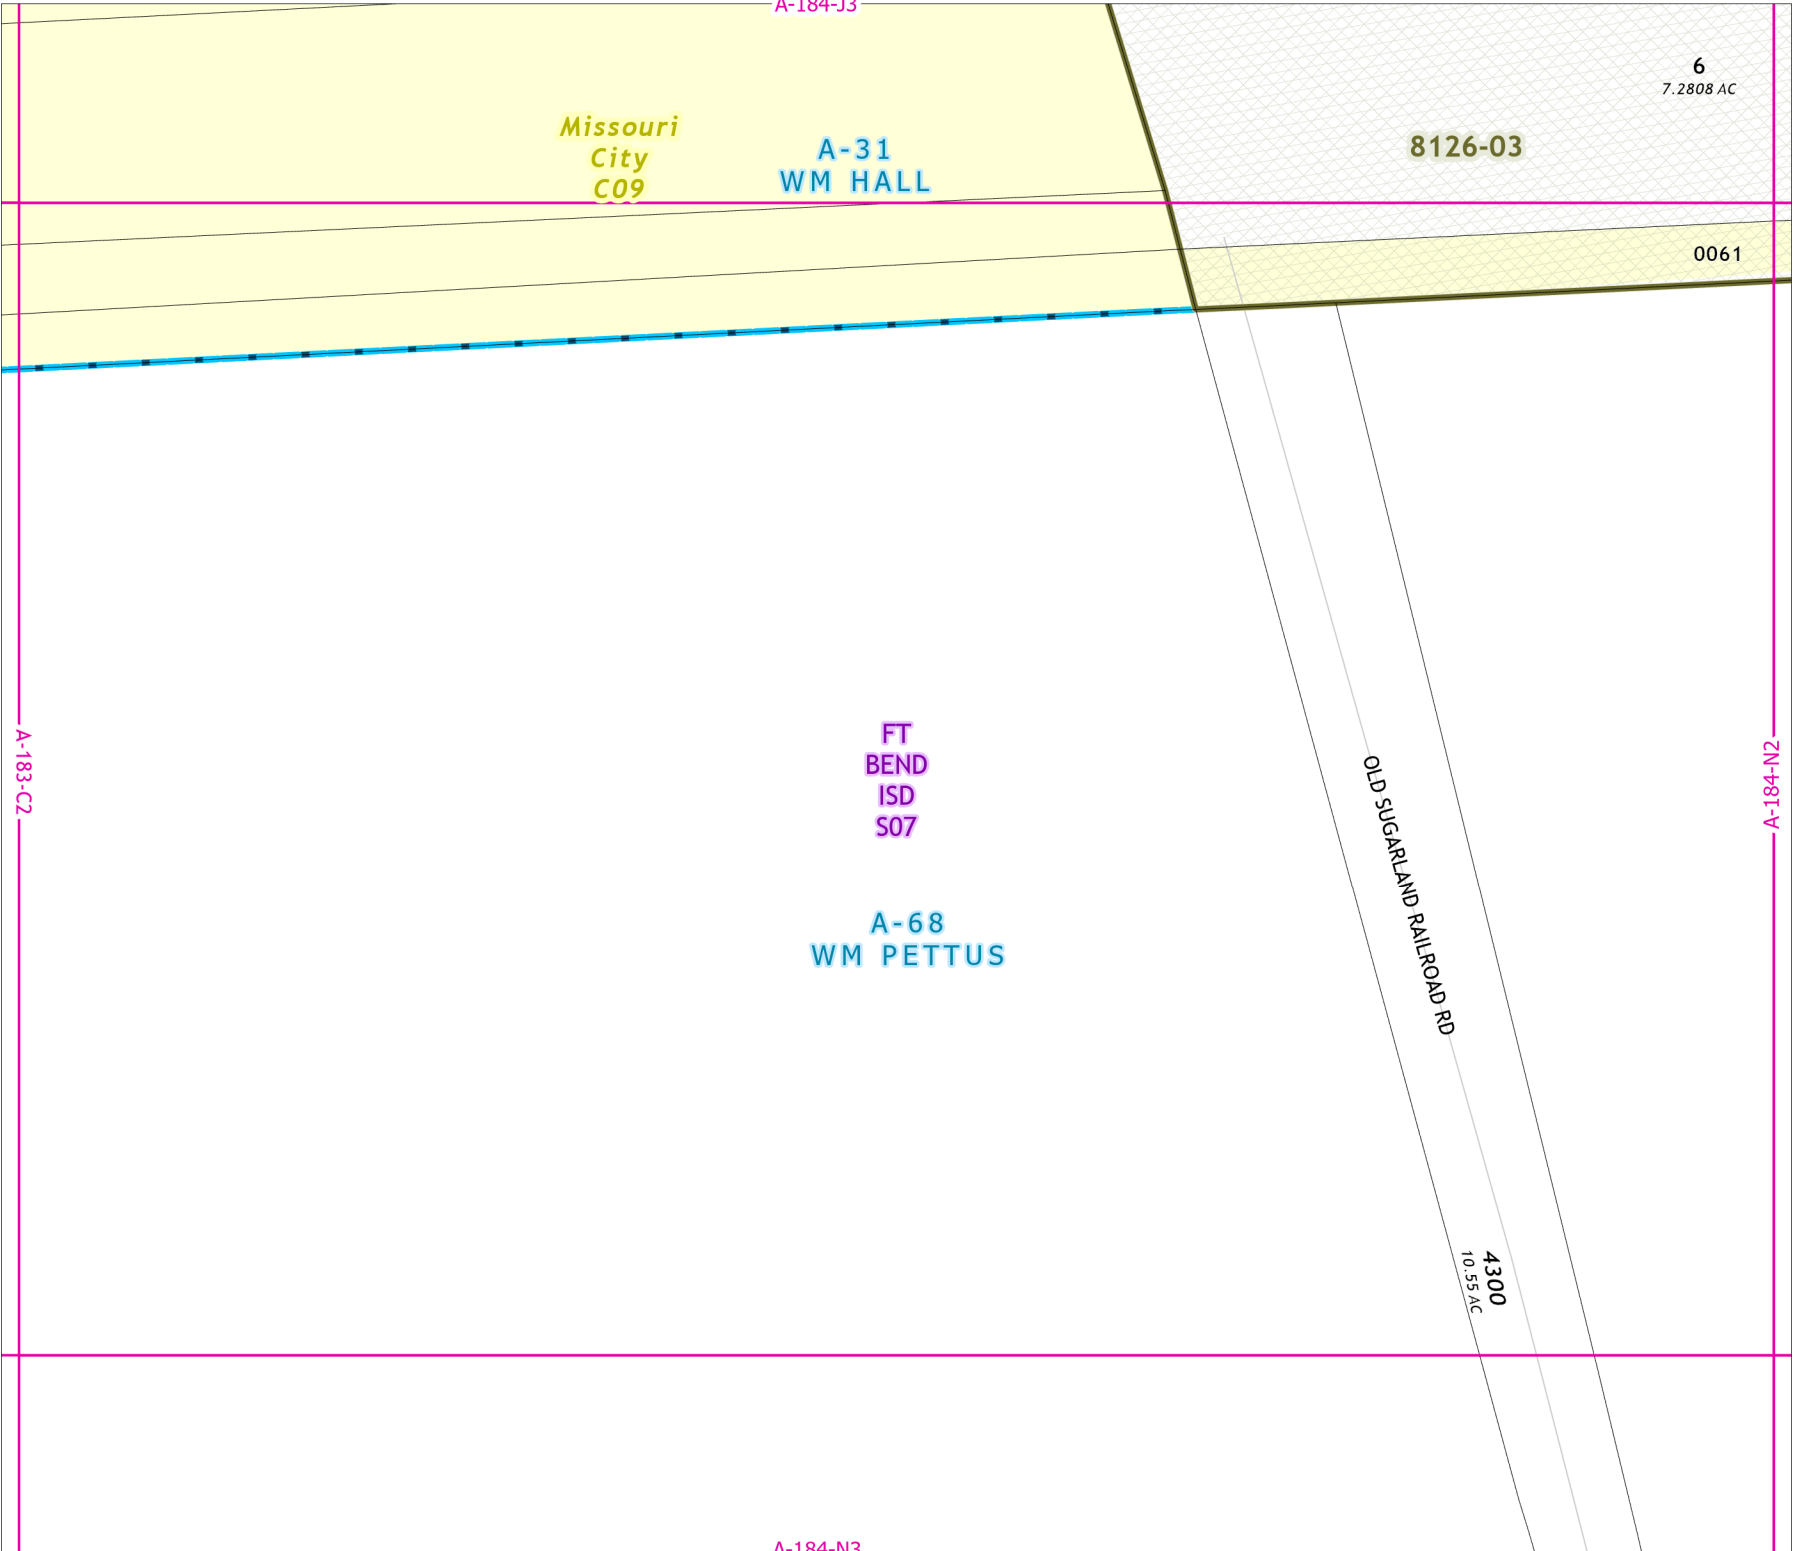 A-184-J3
6
7.2808 AC
8126-03
Missouri
City
C09
A-31
WM HALL
0061
A-183-C2
A-184-N2
FT
BEND
ISD
S07
OLD SUGARLAND RAILROAD RD
A-68
WM PETTUS
4300
10.55 AC
A-184-N3